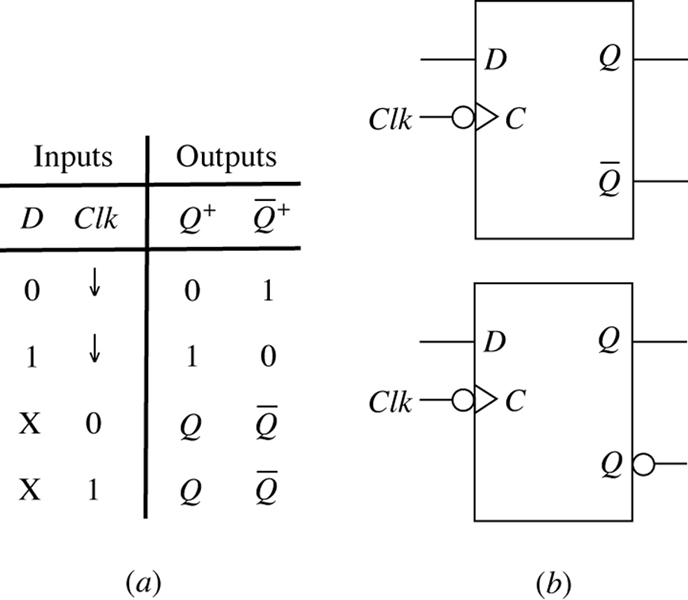 Inputs Outputs
D Clk Q⁺ Q̅⁺
0 ↓ 0 1
1 ↓ 1 0
X 0 Q Q̅
X 1 Q Q̅
(a)
D Q
Clk C
Q̅
D Q
Clk C
Q
(b)